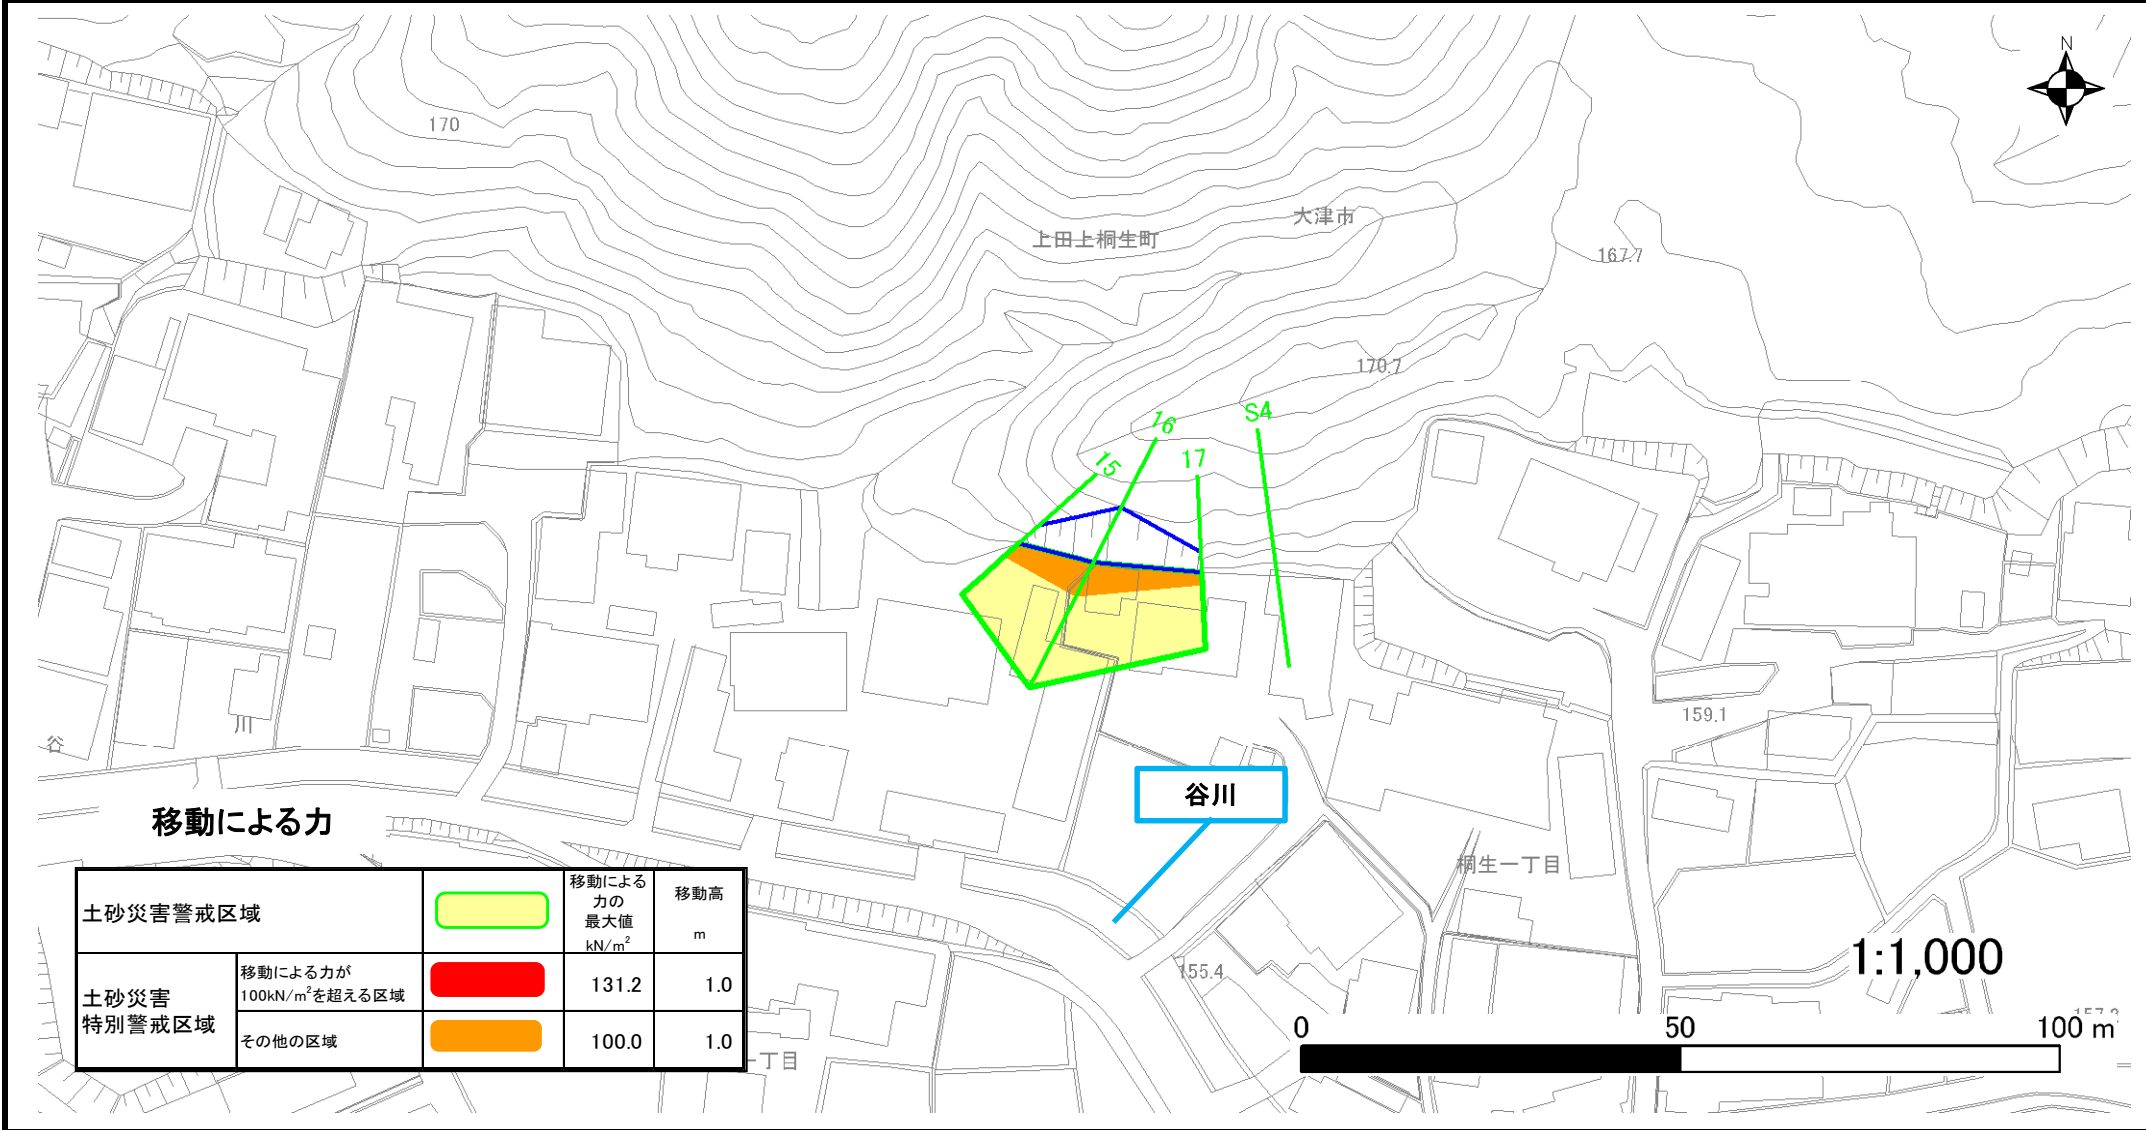 N
170
大津市
上田上桐生町
167.7
170.7
16
S4
15
17
159.1
川
谷
谷川
移動による力
桐生一丁目
土砂災害警戒区域
移動による
力の
最大値
kN/m²
移動高
m
土砂災害
特別警戒区域
移動による力が
100kN/m²を超える区域
131.2
1.0
その他の区域
100.0
1.0
155.4
1:1,000
0
50
100 m
一丁目